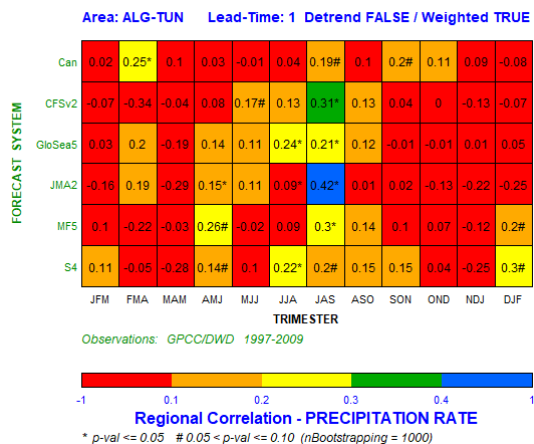 Area: ALG-TUN Lead-Time: 1 Detrend FALSE / Weighted TRUE
FORECAST SYSTEM
Can 0.02 0.25* 0.1 0.03 -0.01 0.04 0.19# 0.1 0.2# 0.11 0.09 -0.08
CFSv2 -0.07 -0.34 -0.04 0.08 0.17# 0.13 0.31* 0.13 0.04 0 -0.13 -0.07
GloSea5 0.03 0.2 -0.19 0.14 0.11 0.24* 0.21* 0.12 -0.01 -0.01 0.01 0.05
JMA2 -0.16 0.19 -0.29 0.15* 0.11 0.09* 0.42* 0.01 0.02 -0.13 -0.22 -0.25
MF5 0.1 -0.22 -0.03 0.26# -0.02 0.09 0.3* 0.14 0.1 0.07 -0.12 0.2#
S4 0.11 -0.05 -0.28 0.14# 0.1 0.22* 0.2# 0.15 0.15 0.04 -0.25 0.3#
JFM FMA MAM AMJ MJJ JJA JAS ASO SON OND NDJ DJF
TRIMESTER
Observations: GPCC/DWD 1997-2009
-1 0.1 0.2 0.3 0.4 1
Regional Correlation - PRECIPITATION RATE
* p-val <= 0.05 # 0.05 < p-val <= 0.10 (nBootstrapping = 1000)